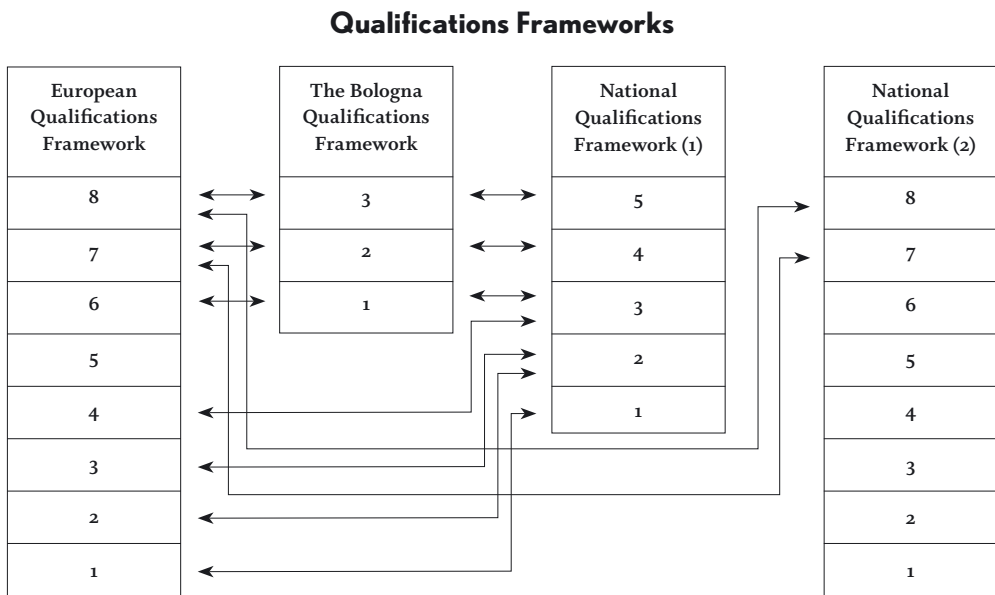 Qualifications Frameworks
European
Qualifications
Framework
8
7
6
5
4
3
2
1
The Bologna
Qualifications
Framework
3
2
1
National
Qualifications
Framework (1)
5
4
3
2
1
National
Qualifications
Framework (2)
8
7
6
5
4
3
2
1